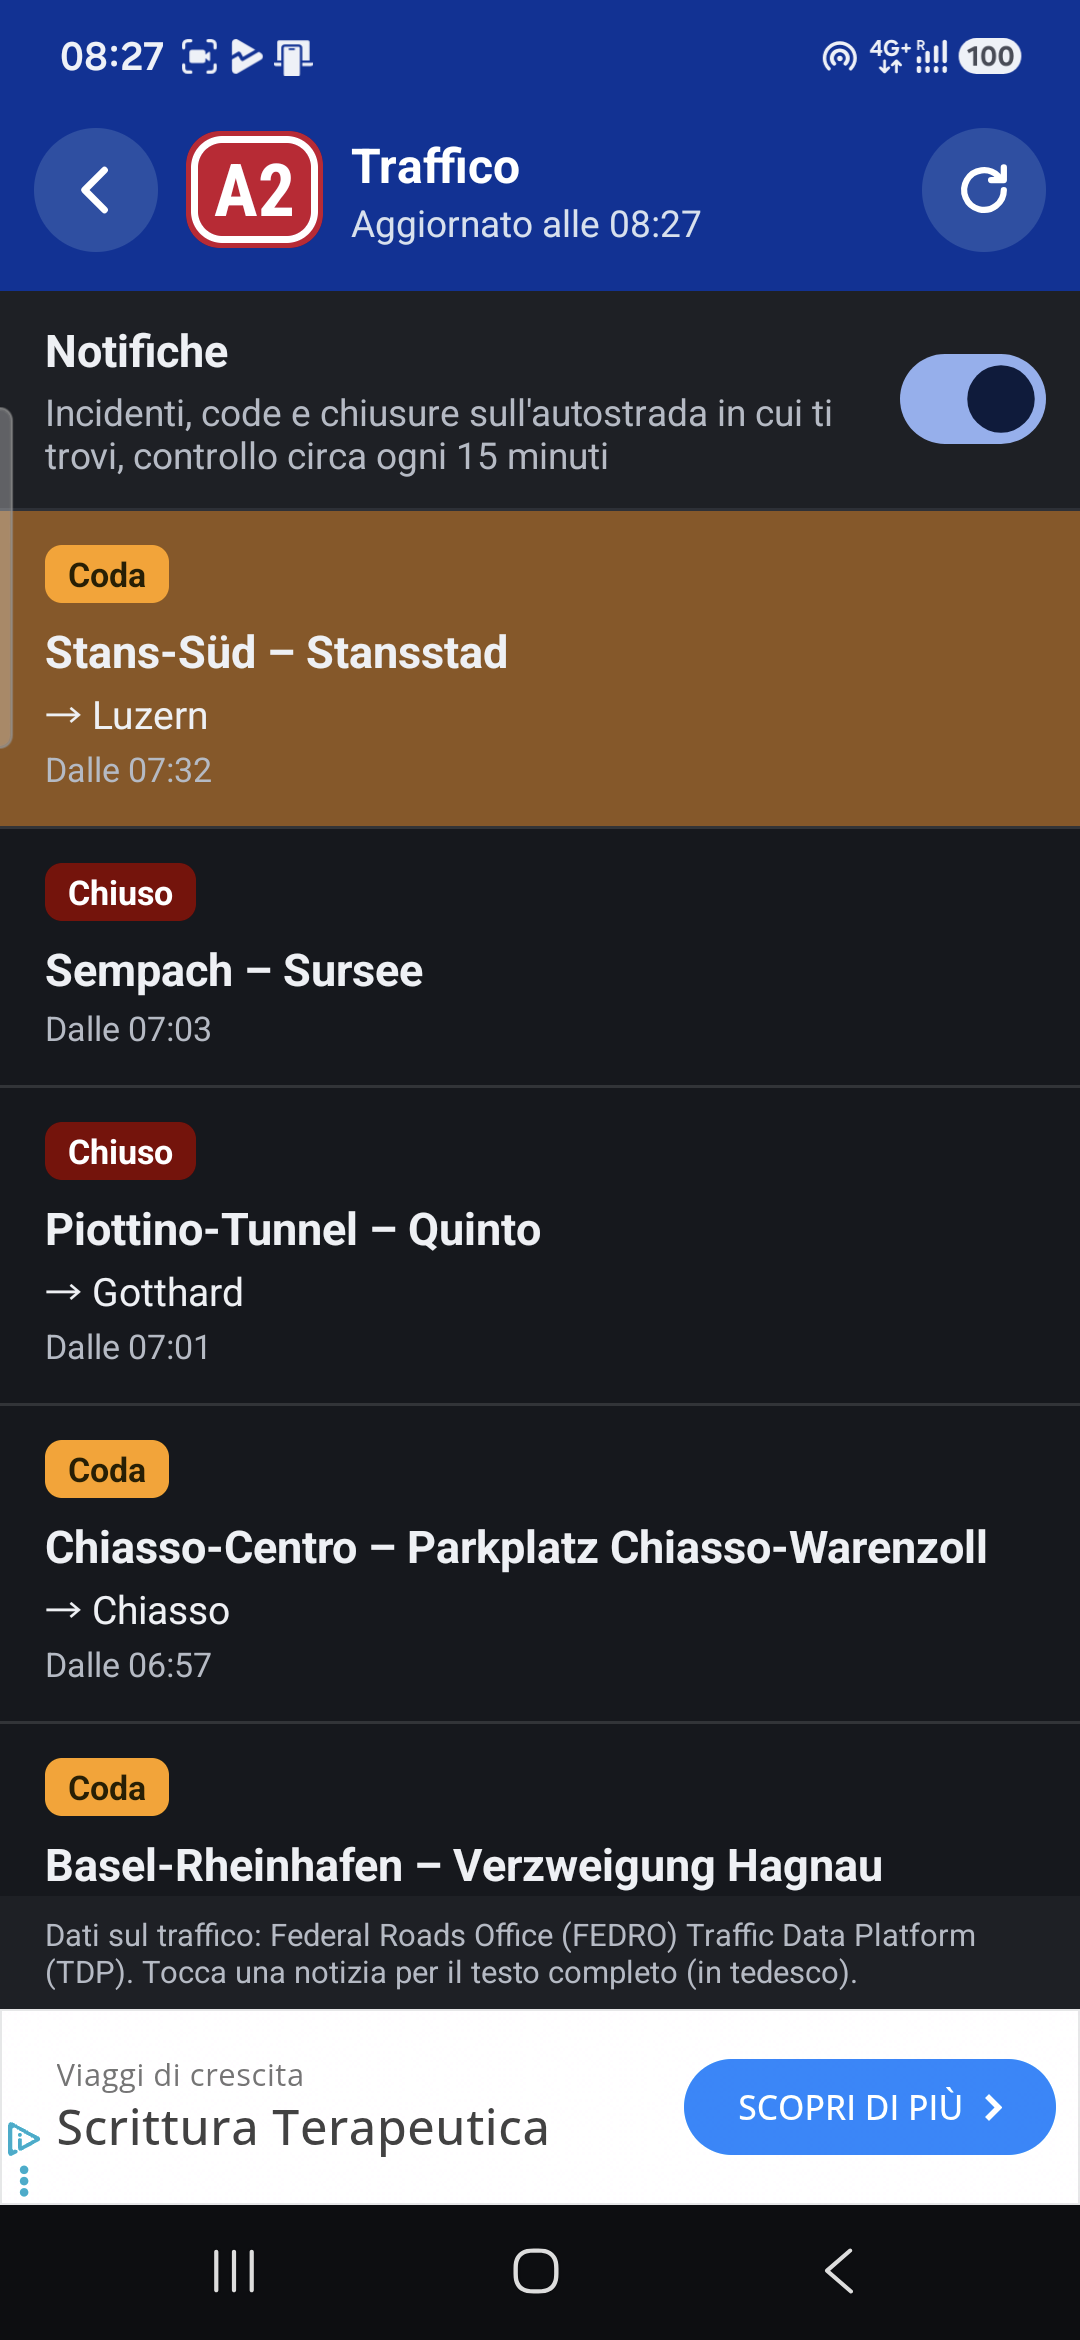 08:27
4G+ R
100
A2
Traffico
Aggiornato alle 08:27
Notifiche
Incidenti, code e chiusure sull'autostrada in cui ti
trovi, controllo circa ogni 15 minuti
Coda
Stans-Süd – Stansstad
→ Luzern
Dalle 07:32
Chiuso
Sempach – Sursee
Dalle 07:03
Chiuso
Piottino-Tunnel – Quinto
→ Gotthard
Dalle 07:01
Coda
Chiasso-Centro – Parkplatz Chiasso-Warenzoll
→ Chiasso
Dalle 06:57
Coda
Basel-Rheinhafen – Verzweigung Hagnau
Dati sul traffico: Federal Roads Office (FEDRO) Traffic Data Platform
(TDP). Tocca una notizia per il testo completo (in tedesco).
Viaggi di crescita
Scrittura Terapeutica
SCOPRI DI PIÙ